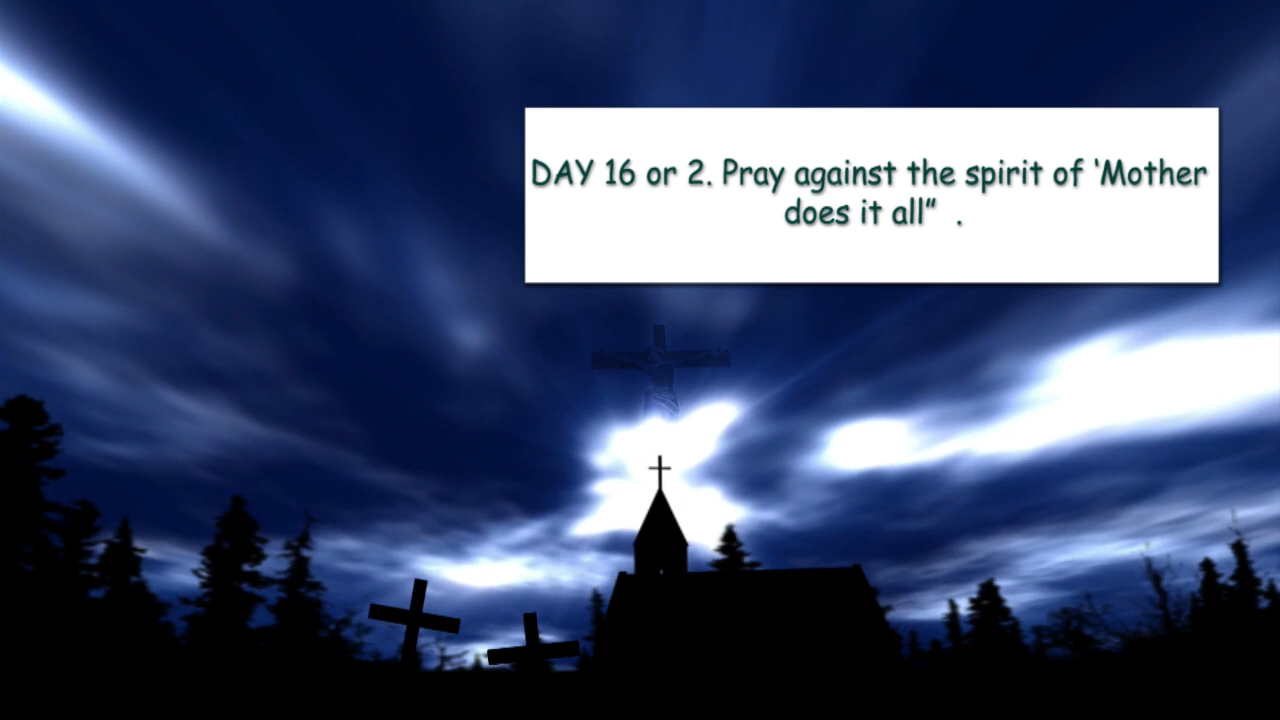 DAY 16 or 2. Pray against the spirit of ‘Mother
does it all” .